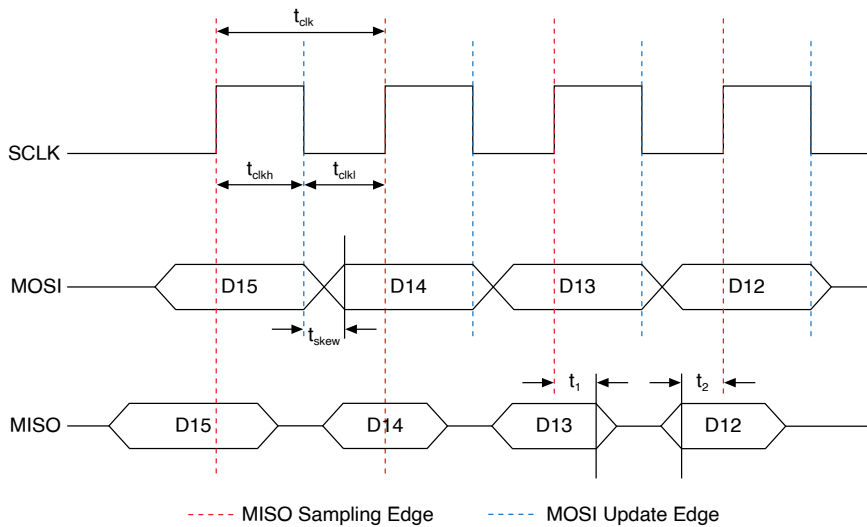 tclk
SCLK
tclkh
tclkl
MOSI
D15
D14
D13
D12
tskew
t1
t2
MISO
D15
D14
D13
D12
MISO Sampling Edge
MOSI Update Edge